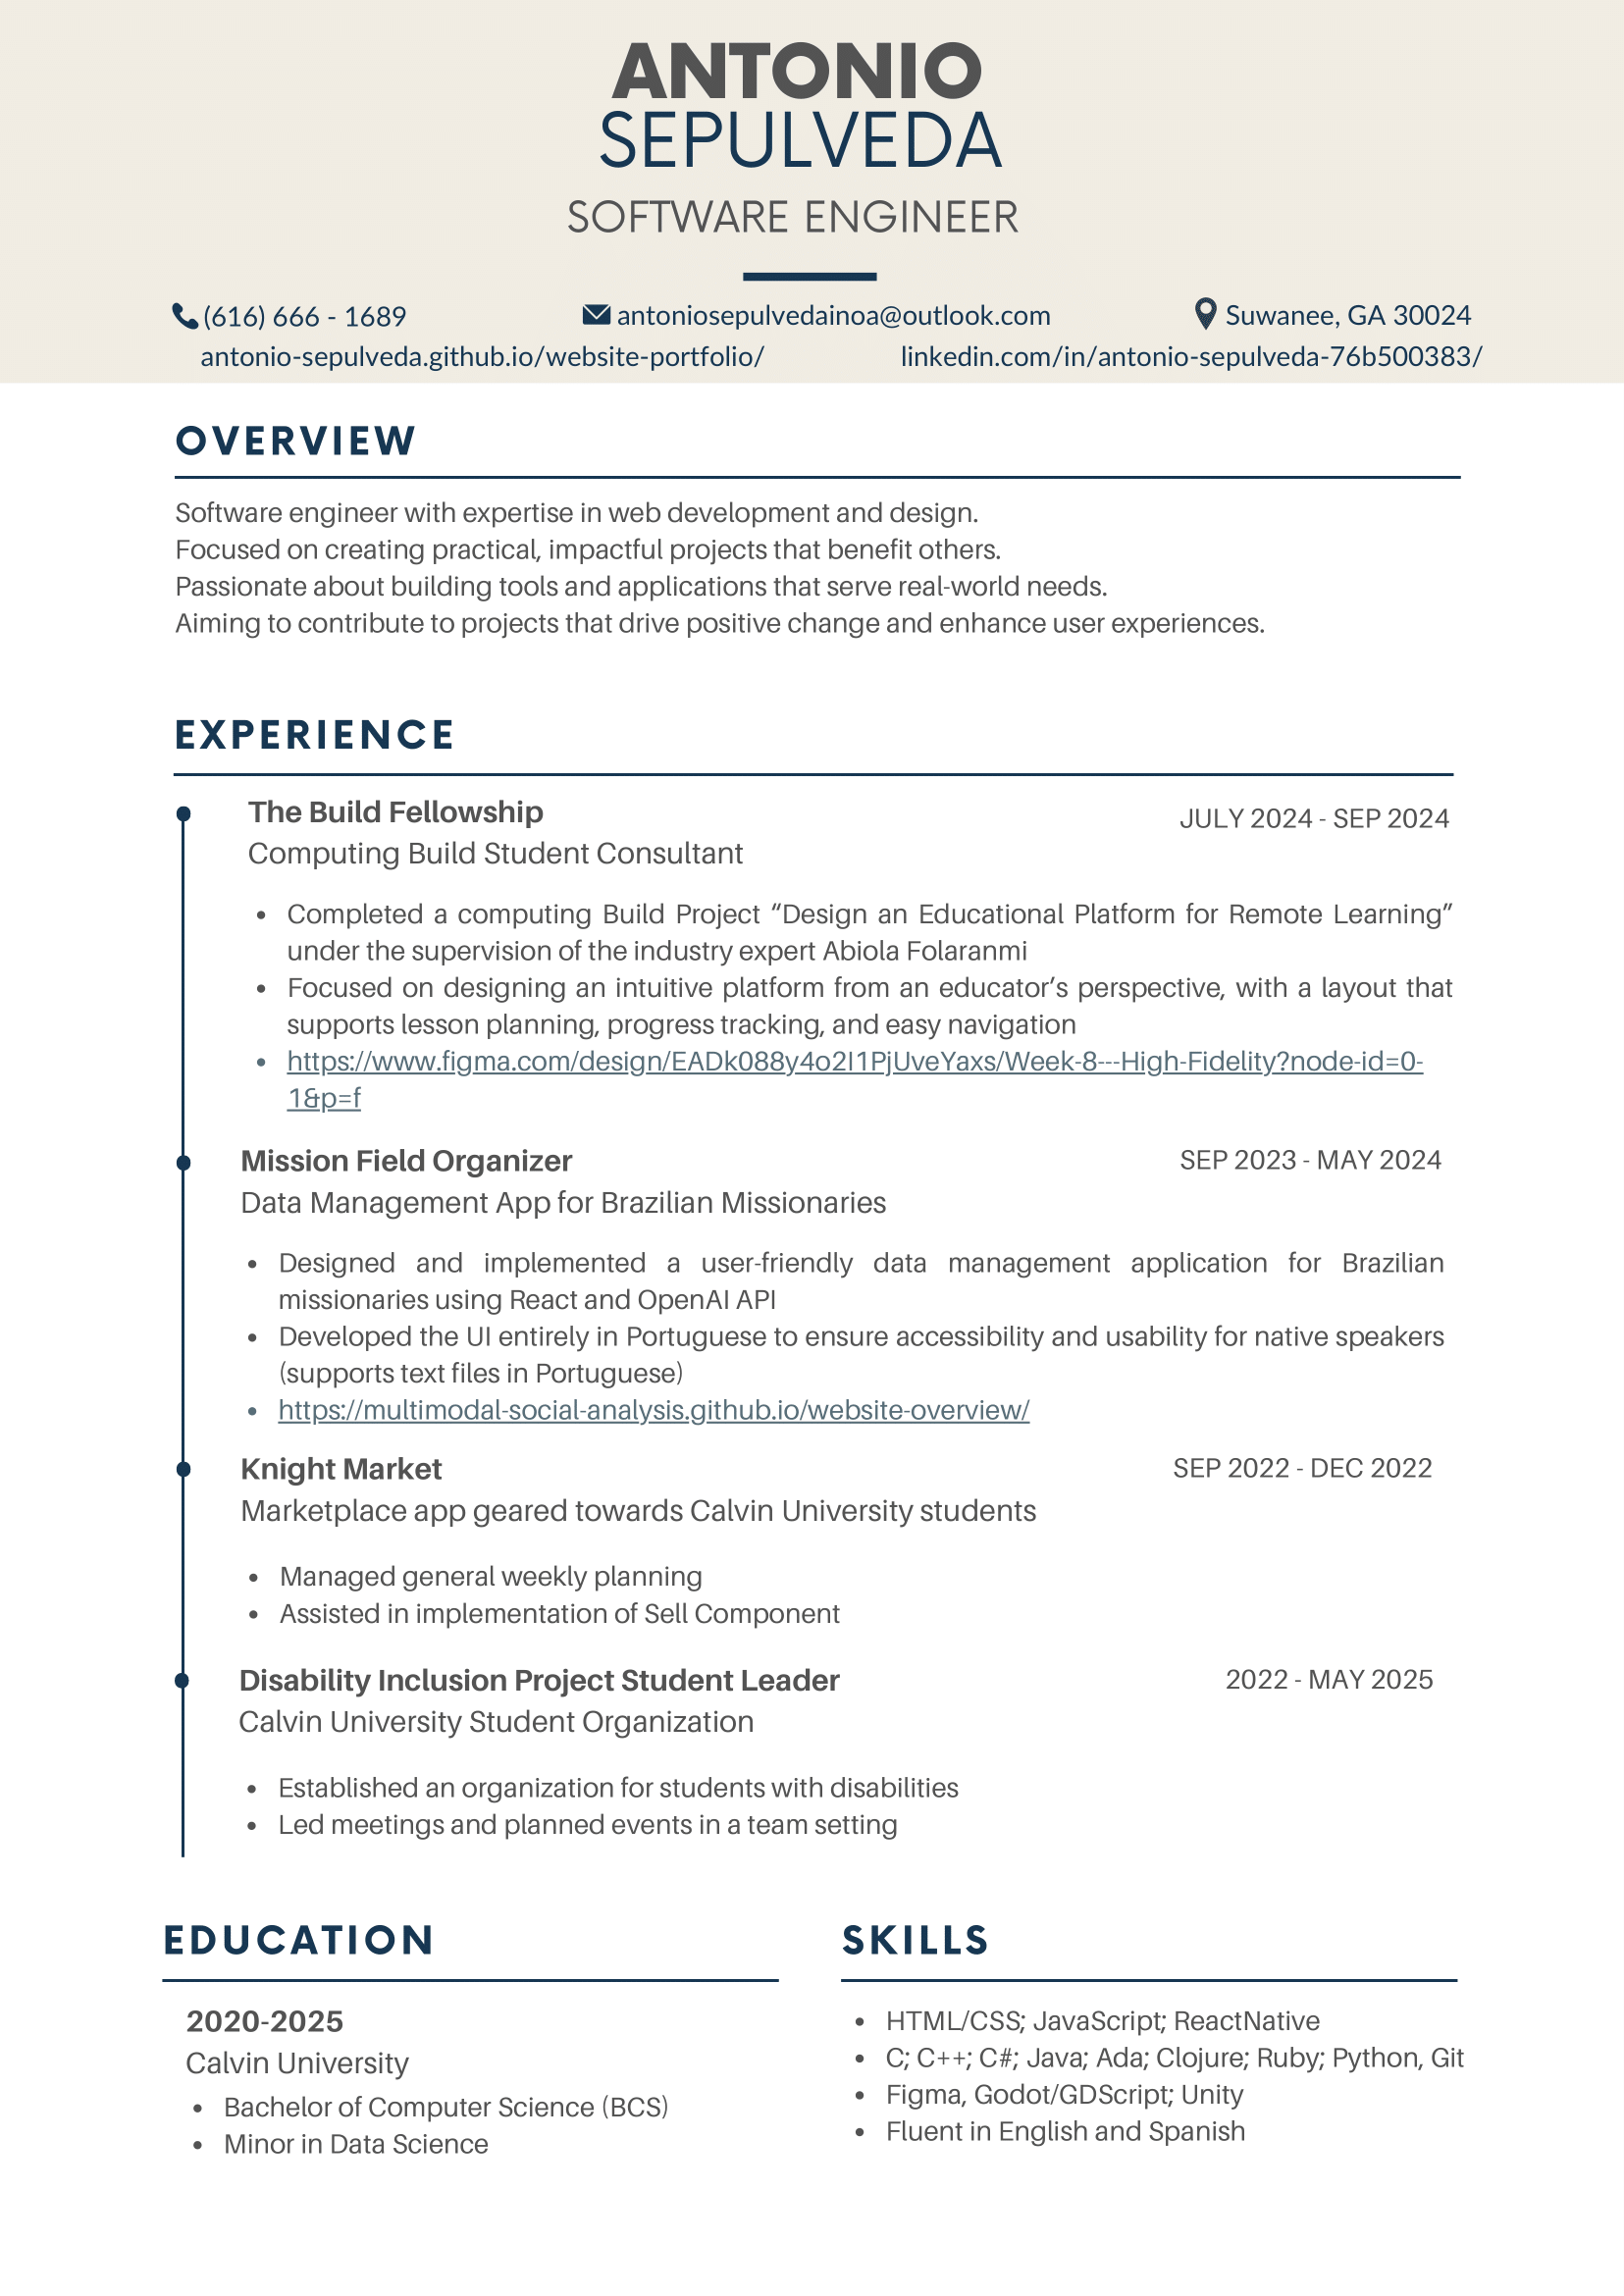 ANTONIO
SEPULVEDA
SOFTWARE ENGINEER
(616) 666 - 1689
antoniosepulvedainoa@outlook.com
Suwanee, GA 30024
antonio-sepulveda.github.io/website-portfolio/
linkedin.com/in/antonio-sepulveda-76b500383/
OVERVIEW
Software engineer with expertise in web development and design.
Focused on creating practical, impactful projects that benefit others.
Passionate about building tools and applications that serve real-world needs.
Aiming to contribute to projects that drive positive change and enhance user experiences.
EXPERIENCE
The Build Fellowship
JULY 2024 - SEP 2024
Computing Build Student Consultant
• Completed a computing Build Project “Design an Educational Platform for Remote Learning”
under the supervision of the industry expert Abiola Folaranmi
• Focused on designing an intuitive platform from an educator’s perspective, with a layout that
supports lesson planning, progress tracking, and easy navigation
• https://www.figma.com/design/EADk088y4o2I1PjUveYaxs/Week-8---High-Fidelity?node-id=0-
1&p=f
Mission Field Organizer
SEP 2023 - MAY 2024
Data Management App for Brazilian Missionaries
• Designed and implemented a user-friendly data management application for Brazilian
missionaries using React and OpenAI API
• Developed the UI entirely in Portuguese to ensure accessibility and usability for native speakers
(supports text files in Portuguese)
• https://multimodal-social-analysis.github.io/website-overview/
Knight Market
SEP 2022 - DEC 2022
Marketplace app geared towards Calvin University students
• Managed general weekly planning
• Assisted in implementation of Sell Component
Disability Inclusion Project Student Leader
2022 - MAY 2025
Calvin University Student Organization
• Established an organization for students with disabilities
• Led meetings and planned events in a team setting
EDUCATION
2020-2025
Calvin University
• Bachelor of Computer Science (BCS)
• Minor in Data Science
SKILLS
• HTML/CSS; JavaScript; ReactNative
• C; C++; C#; Java; Ada; Clojure; Ruby; Python, Git
• Figma, Godot/GDScript; Unity
• Fluent in English and Spanish